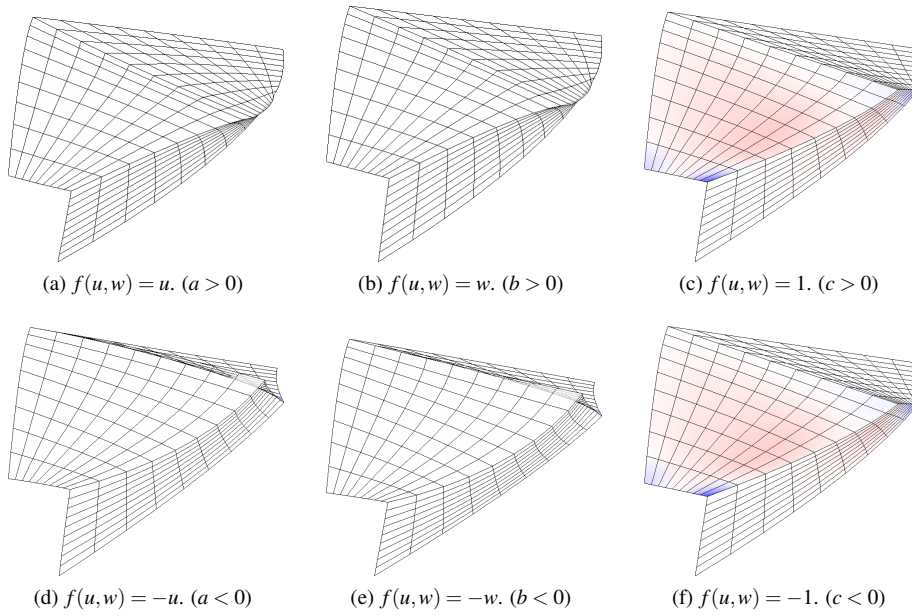 (a) f(u,w) = u. (a > 0)
(b) f(u,w) = w. (b > 0)
(c) f(u,w) = 1. (c > 0)
(d) f(u,w) = −u. (a < 0)
(e) f(u,w) = −w. (b < 0)
(f) f(u,w) = −1. (c < 0)